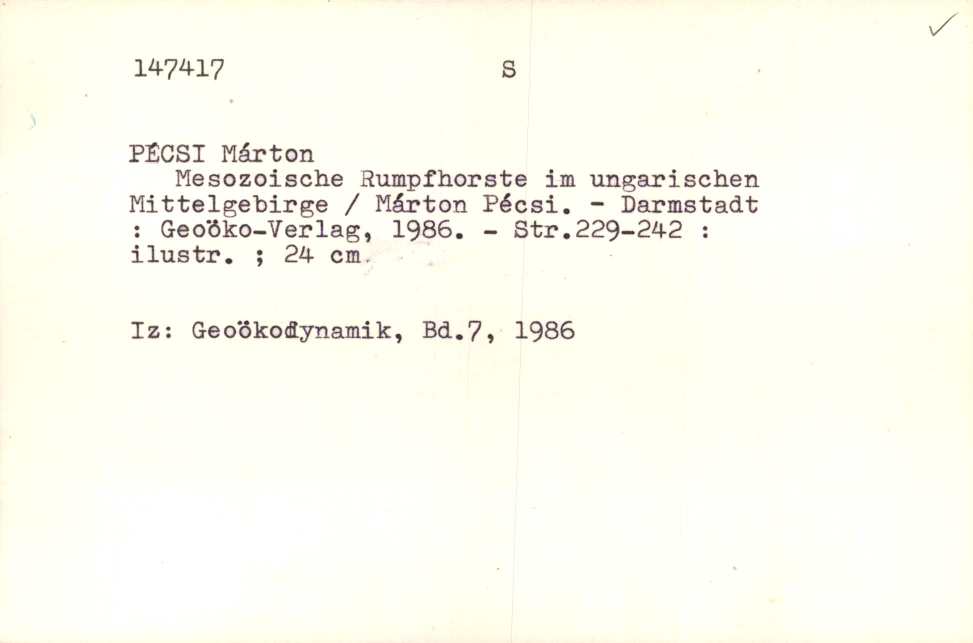 147417 S
PÉCSI Márton
Mesozoische Rumpfhorste im ungarischen
Mittelgebirge / Márton Pécsi. - Darmstadt
: Geoöko-Verlag, 1986. - Str.229-242 :
ilustr. ; 24 cm.
Iz: Geoökodynamik, Bd.7, 1986